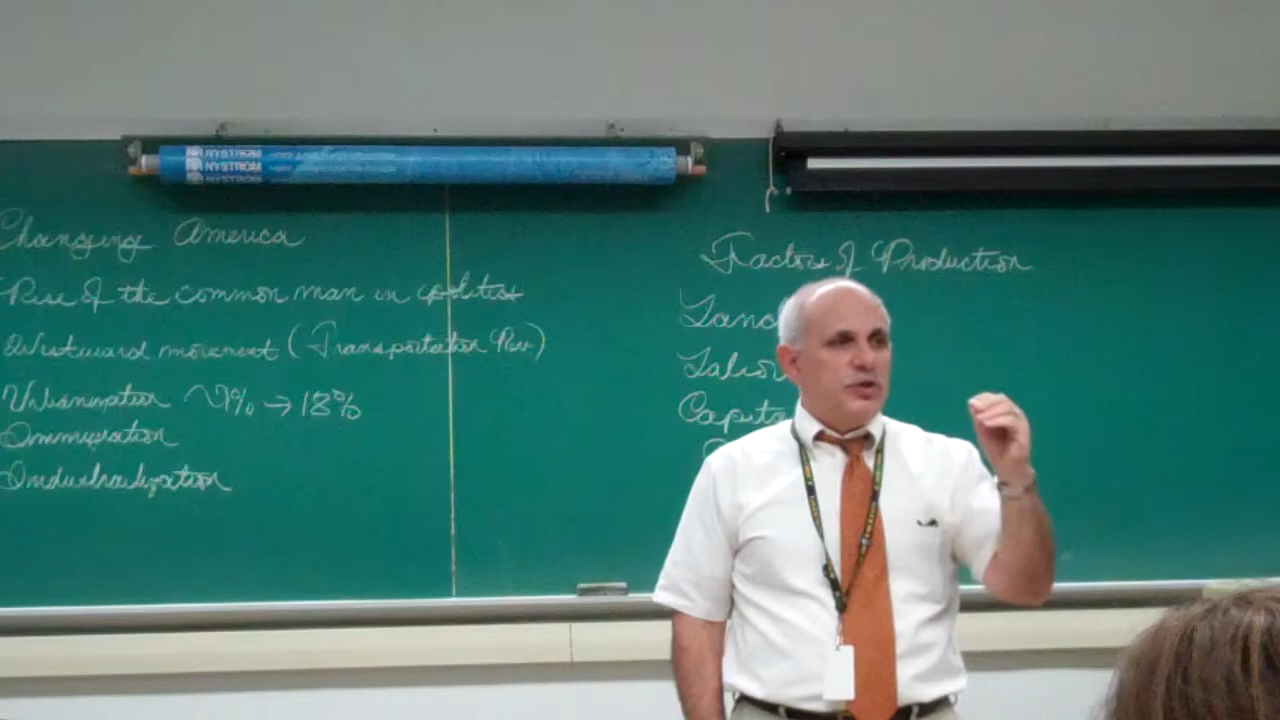 NYSTROM
NYSTROM
NYSTROM
Changing America
Rise of the common man in politics
Westward movement (Transportation Rev)
Urbanization ~7% → 18%
Immigration
Industrialization
Factors of Production
Land
Labor
Capita